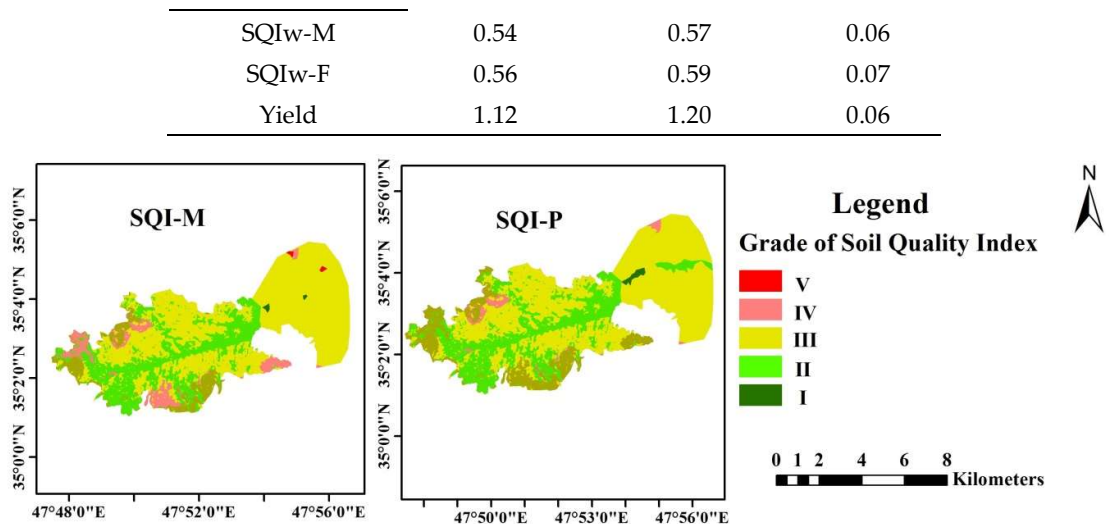 SQIw-M 0.54 0.57 0.06
SQIw-F 0.56 0.59 0.07
Yield 1.12 1.20 0.06
SQI-M
35°6'0"N
35°4'0"N
35°2'0"N
35°0'0"N
47°48'0"E 47°52'0"E 47°56'0"E
SQI-P
35°6'0"N
35°4'0"N
35°2'0"N
35°0'0"N
47°50'0"E 47°53'0"E 47°56'0"E
N
Legend
Grade of Soil Quality Index
V
IV
III
II
I
0 1 2 4 6 8
Kilometers